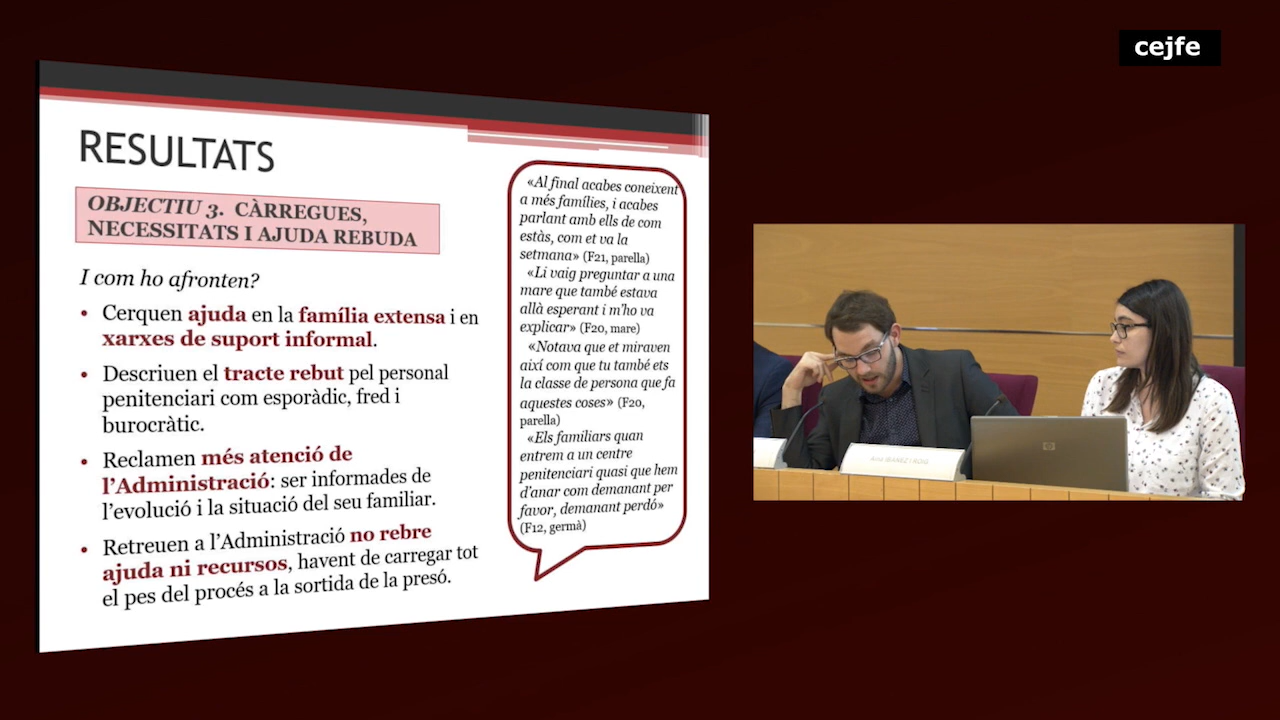 cejfe
RESULTATS
OBJECTIU 3. CÀRREGUES,
NECESSITATS I AJUDA REBUDA
I com ho afronten?
• Cerquen ajuda en la família extensa i en
xarxes de suport informal.
• Descriuen el tracte rebut pel personal
penitenciari com esporàdic, fred i
burocràtic.
• Reclamen més atenció de
l’Administració: ser informades de
l’evolució i la situació del seu familiar.
• Retreuen a l’Administració no rebre
ajuda ni recursos, havent de carregar tot
el pes del procés a la sortida de la presó.
«Al final acabes coneixent
a més famílies, i acabes
parlant amb ells de com
estàs, com et va la
setmana» (F21, parella)
«Li vaig preguntar a una
mare que també estava
allà esperant i m’ho va
explicar» (F20, mare)
«Notava que et miraven
així com que tu també ets
la classe de persona que fa
aquestes coses» (F20,
parella)
«Els familiars quan
entrem a un centre
penitenciari quasi que hem
d’anar com demanant per
favor, demanant perdó»
(F12, germà)
hp